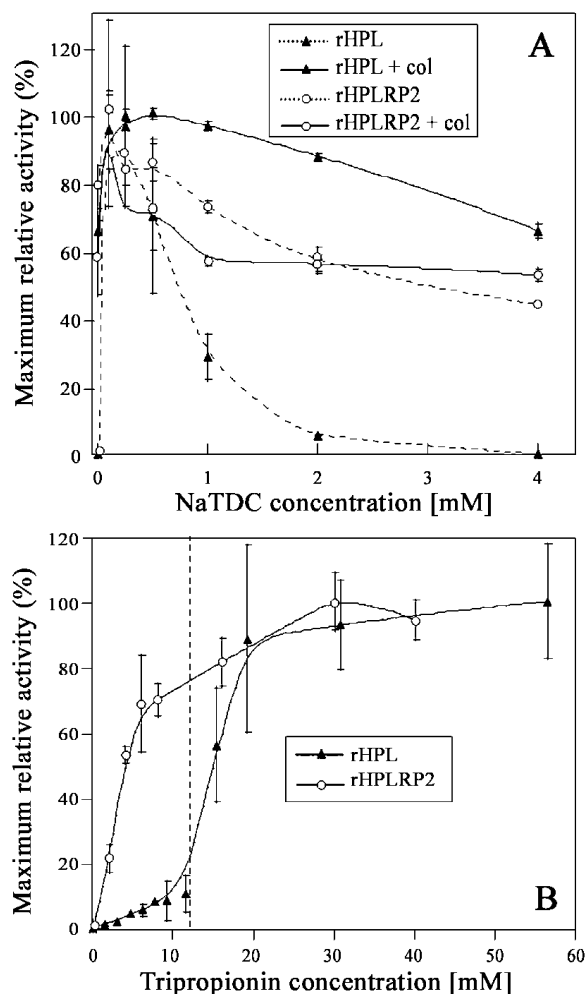 A
120
100
80
60
40
20
0
Maximum relative activity (%)
rHPL
rHPL + col
rHPLRP2
rHPLRP2 + col
0 1 2 3 4
NaTDC concentration [mM]
120
100
80
60
40
20
0
Maximum relative activity (%)
rHPL
rHPLRP2
B
0 10 20 30 40 50 60
Tripropionin concentration [mM]